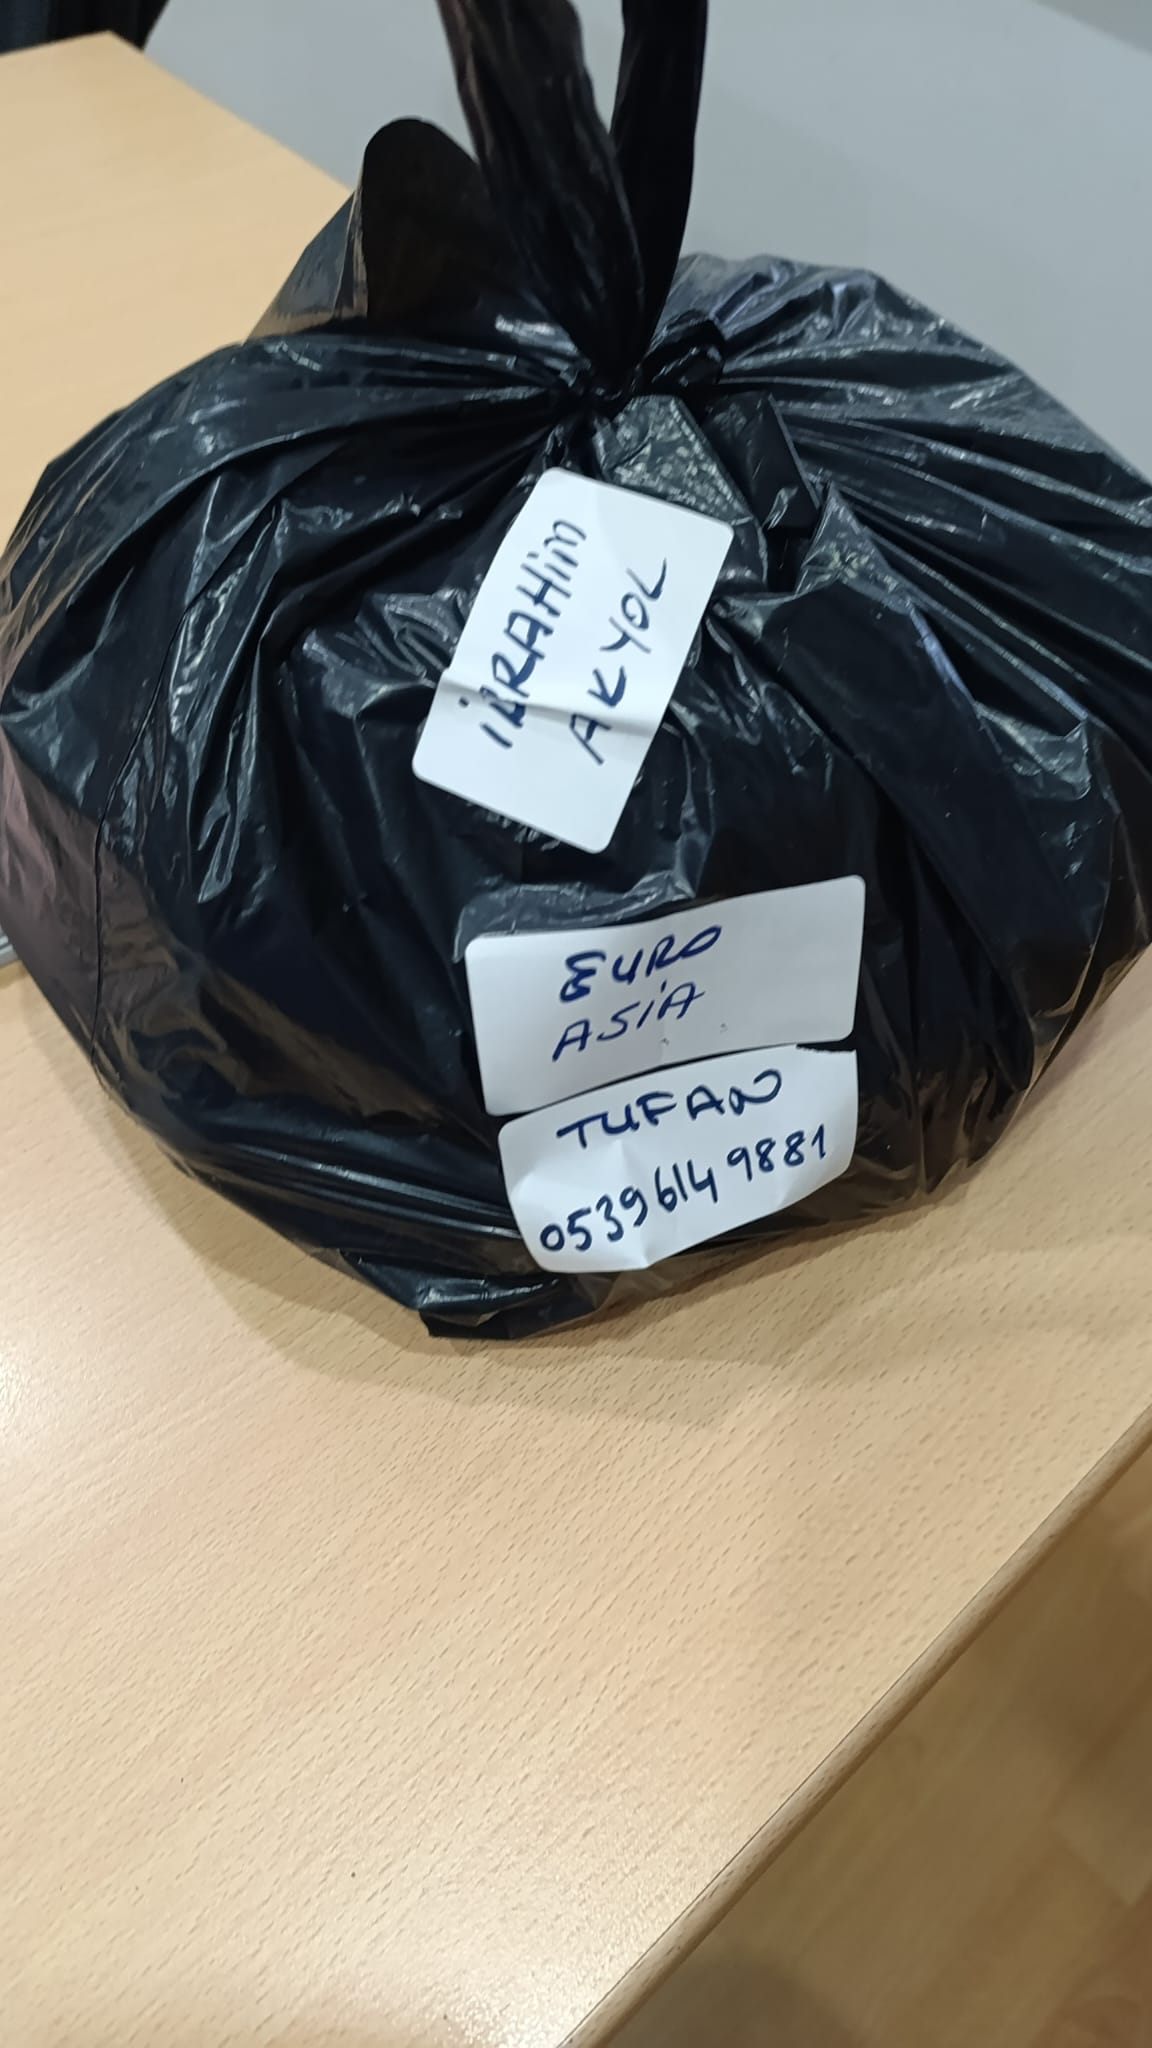 İBRAHİM
AKYOL
EURO
ASİA
TUFAN
05396149881